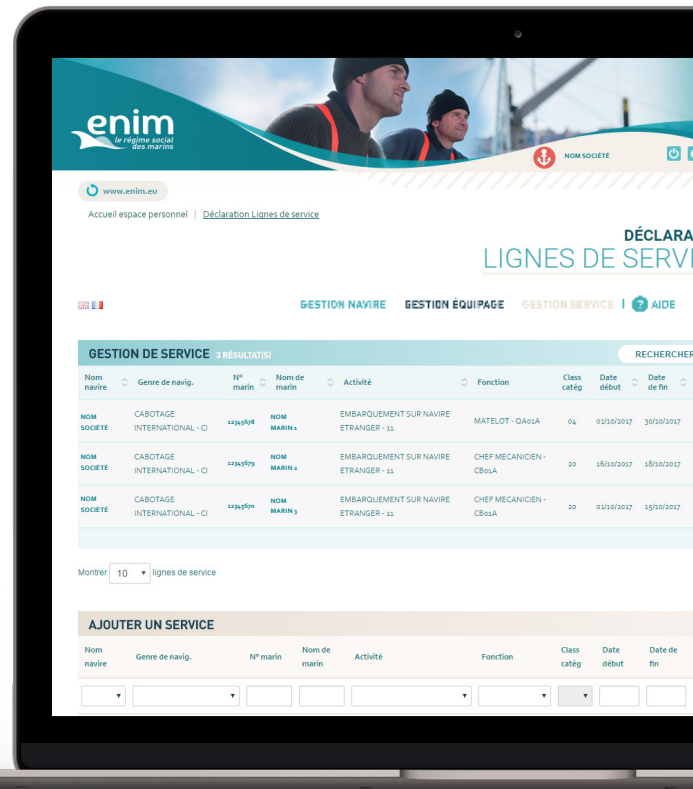 enim
le régime social
des marins
NOM SOCIÉTÉ
www.enim.eu
Accueil espace personnel | Déclaration Lignes de service
DÉCLARA
LIGNES DE SERVI
GESTION NAVIRE GESTION ÉQUIPAGE GESTION SERVICE | ? AIDE
GESTION DE SERVICE 3 RÉSULTAT(S) RECHERCHER
Nom navire Genre de navig. N° marin Nom de marin Activité Fonction Class catég Date début Date de fin
NOM SOCIÉTÉ CABOTAGE INTERNATIONAL - CI 12345678 NOM MARIN 1 EMBARQUEMENT SUR NAVIRE ETRANGER - 11 MATELOT - QA01A 04 01/10/2017 30/10/2017
NOM SOCIÉTÉ CABOTAGE INTERNATIONAL - CI 12345679 NOM MARIN 2 EMBARQUEMENT SUR NAVIRE ETRANGER - 11 CHEF MECANICIEN - CB01A 20 16/10/2017 18/10/2017
NOM SOCIÉTÉ CABOTAGE INTERNATIONAL - CI 12345670 NOM MARIN 3 EMBARQUEMENT SUR NAVIRE ETRANGER - 11 CHEF MECANICIEN - CB01A 20 01/10/2017 15/10/2017
Montrer 10 lignes de service
AJOUTER UN SERVICE
Nom navire Genre de navig. N° marin Nom de marin Activité Fonction Class catég Date début Date de fin